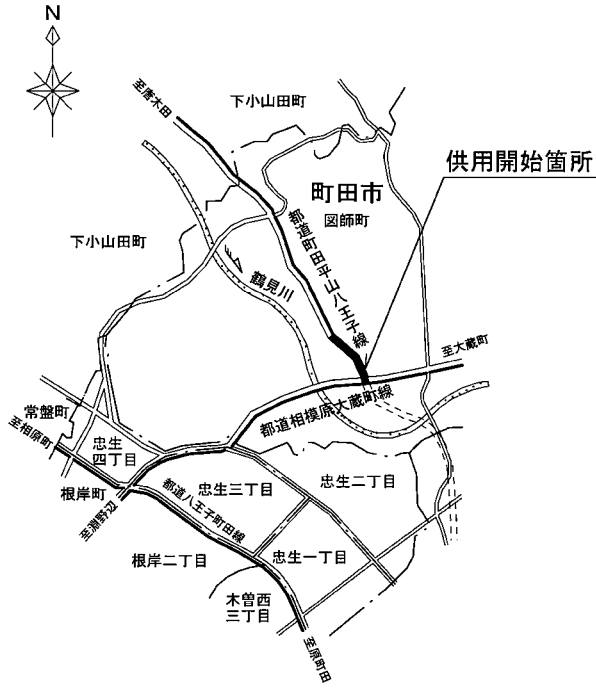 N
至唐木田
下小山田町
供用開始箇所
町田市
図師町
都道町田平山八王子線
下小山田町
鶴見川
至大蔵町
都道相模原大蔵町線
常盤町
至相原町
忠生
四丁目
根岸町
至淵野辺
都道八王子町田線
忠生三丁目
忠生二丁目
根岸二丁目
忠生一丁目
木曽西
三丁目
至原町田